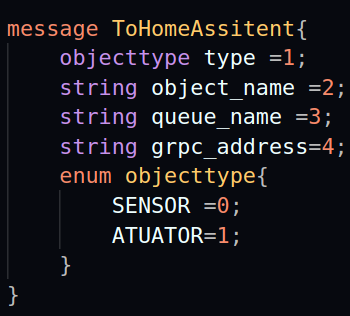 message ToHomeAssitent{
objecttype type =1;
string object_name =2;
string queue_name =3;
string grpc_address=4;
enum objecttype{
SENSOR =0;
ATUATOR=1;
}
}